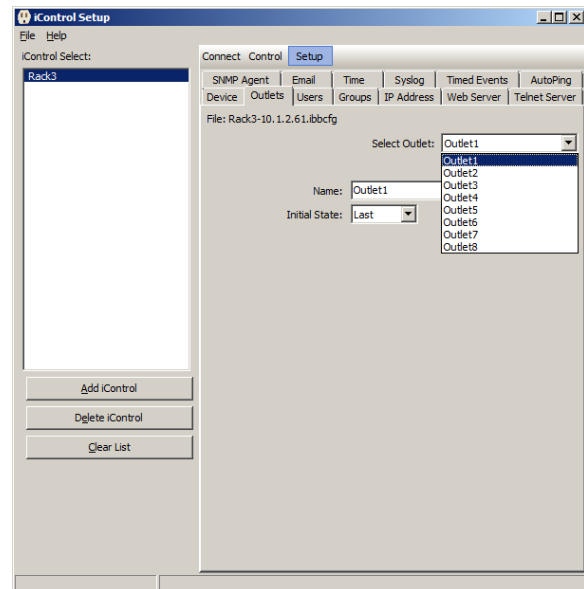 iControl Setup
File Help
iControl Select:
Rack3
Add iControl
Delete iControl
Clear List
Connect Control Setup
SNMP Agent Email Time Syslog Timed Events AutoPing
Device Outlets Users Groups IP Address Web Server Telnet Server
File: Rack3-10.1.2.61.ibbcfg
Select Outlet: Outlet1
Outlet1
Outlet2
Outlet3
Outlet4
Outlet5
Outlet6
Outlet7
Outlet8
Name: Outlet1
Initial State: Last